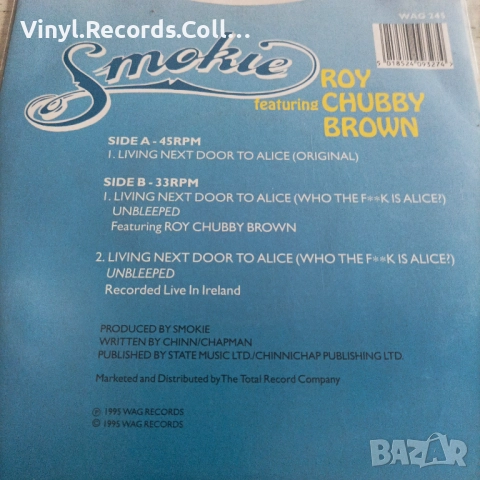 Vinyl.Records.Coll...
WAG 245
Smokie
featuring
ROY
CHUBBY
BROWN
SIDE A - 45RPM
1. LIVING NEXT DOOR TO ALICE (ORIGINAL)
SIDE B - 33RPM
1. LIVING NEXT DOOR TO ALICE (WHO THE F**K IS ALICE?)
UNBLEEPED
Featuring ROY CHUBBY BROWN
2. LIVING NEXT DOOR TO ALICE (WHO THE F**K IS ALICE?)
UNBLEEPED
Recorded Live In Ireland
PRODUCED BY SMOKIE
WRITTEN BY CHINN/CHAPMAN
PUBLISHED BY STATE MUSIC LTD./CHINNICHAP PUBLISHING LTD.
Marketed and Distributed by The Total Record Company
℗ 1995 WAG RECORDS
© 1995 WAG RECORDS
BAZAR